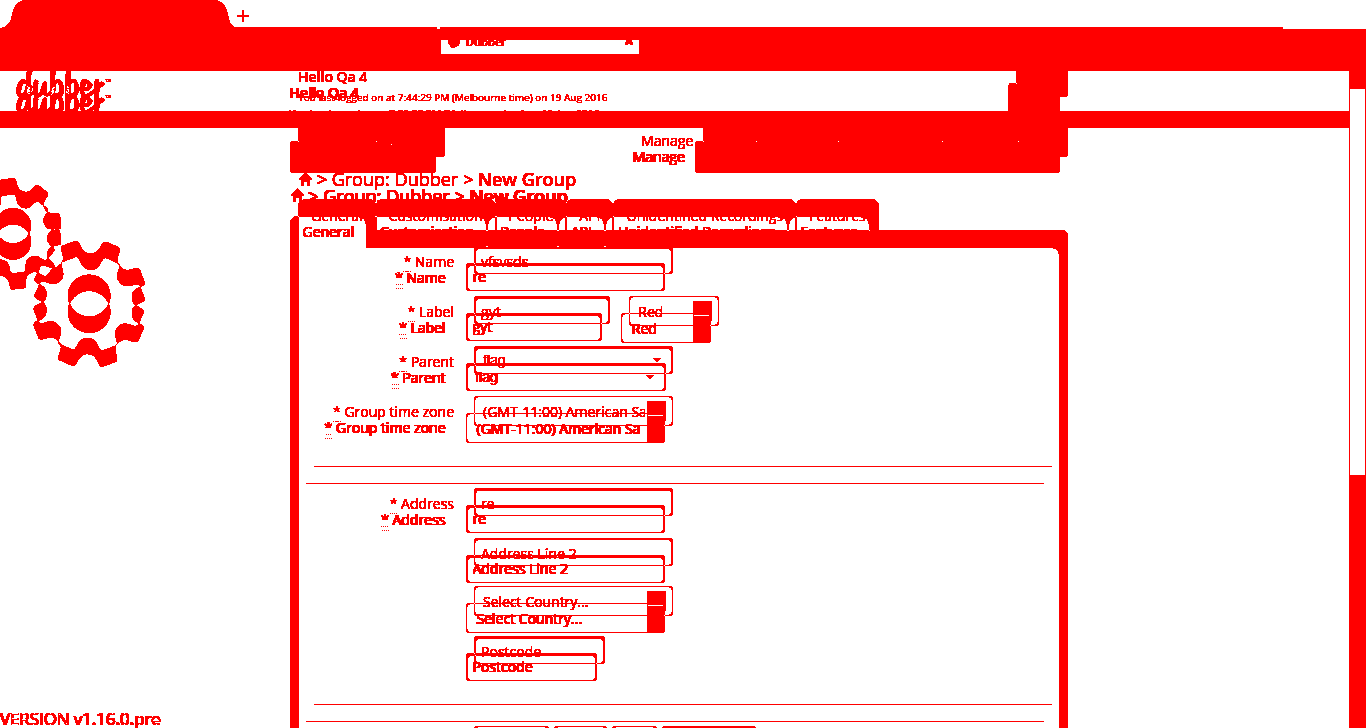 +
Dubber
dubber™
dubber™
Hello Qa 4
Hello Qa 4
You last logged on at 7:44:29 PM (Melbourne time) on 19 Aug 2016
Manage
Manage
> Group: Dubber > New Group
> Group: Dubber > New Group
General Customisation People API Unidentified Recordings Features
General Customisation People API Unidentified Recordings Features
* Name vfsvsds
* Name re
* Label gyt Red
* Label gyt Red
* Parent flag
* Parent flag
* Group time zone (GMT-11:00) American Sa
* Group time zone (GMT-11:00) American Sa
* Address re
* Address re
Address Line 2
Address Line 2
Select Country...
Select Country...
Postcode
Postcode
VERSION v1.16.0.pre